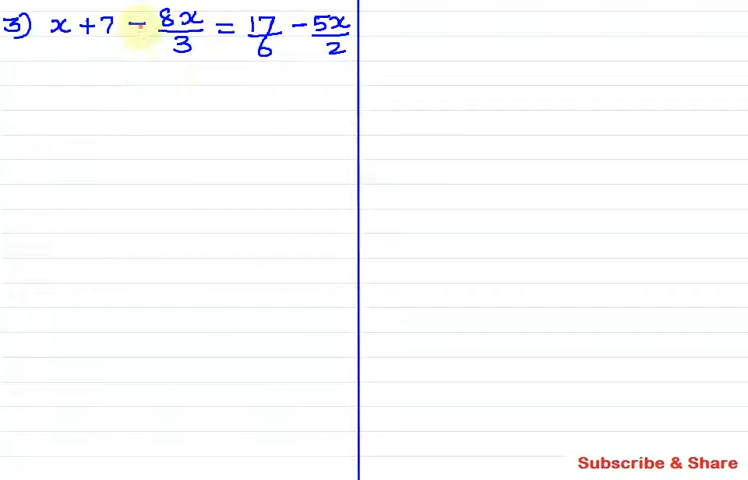 3) x + 7 - 8x/3 = 17/6 - 5x/2
Subscribe & Share